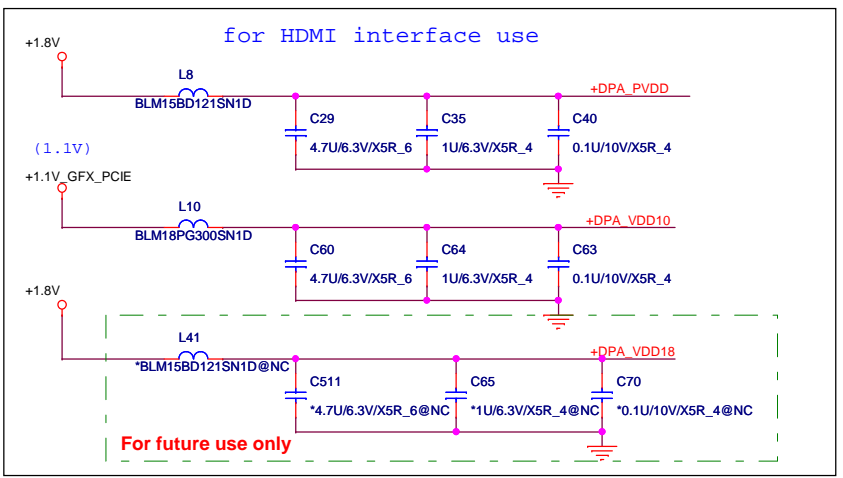 for HDMI interface use
+1.8V
L8
BLM15BD121SN1D
+DPA_PVDD
C29
4.7U/6.3V/X5R_6
C35
1U/6.3V/X5R_4
C40
0.1U/10V/X5R_4
(1.1V)
+1.1V_GFX_PCIE
L10
BLM18PG300SN1D
+DPA_VDD10
C60
4.7U/6.3V/X5R_6
C64
1U/6.3V/X5R_4
C63
0.1U/10V/X5R_4
+1.8V
L41
*BLM15BD121SN1D@NC
+DPA_VDD18
C511
*4.7U/6.3V/X5R_6@NC
C65
*1U/6.3V/X5R_4@NC
C70
*0.1U/10V/X5R_4@NC
For future use only